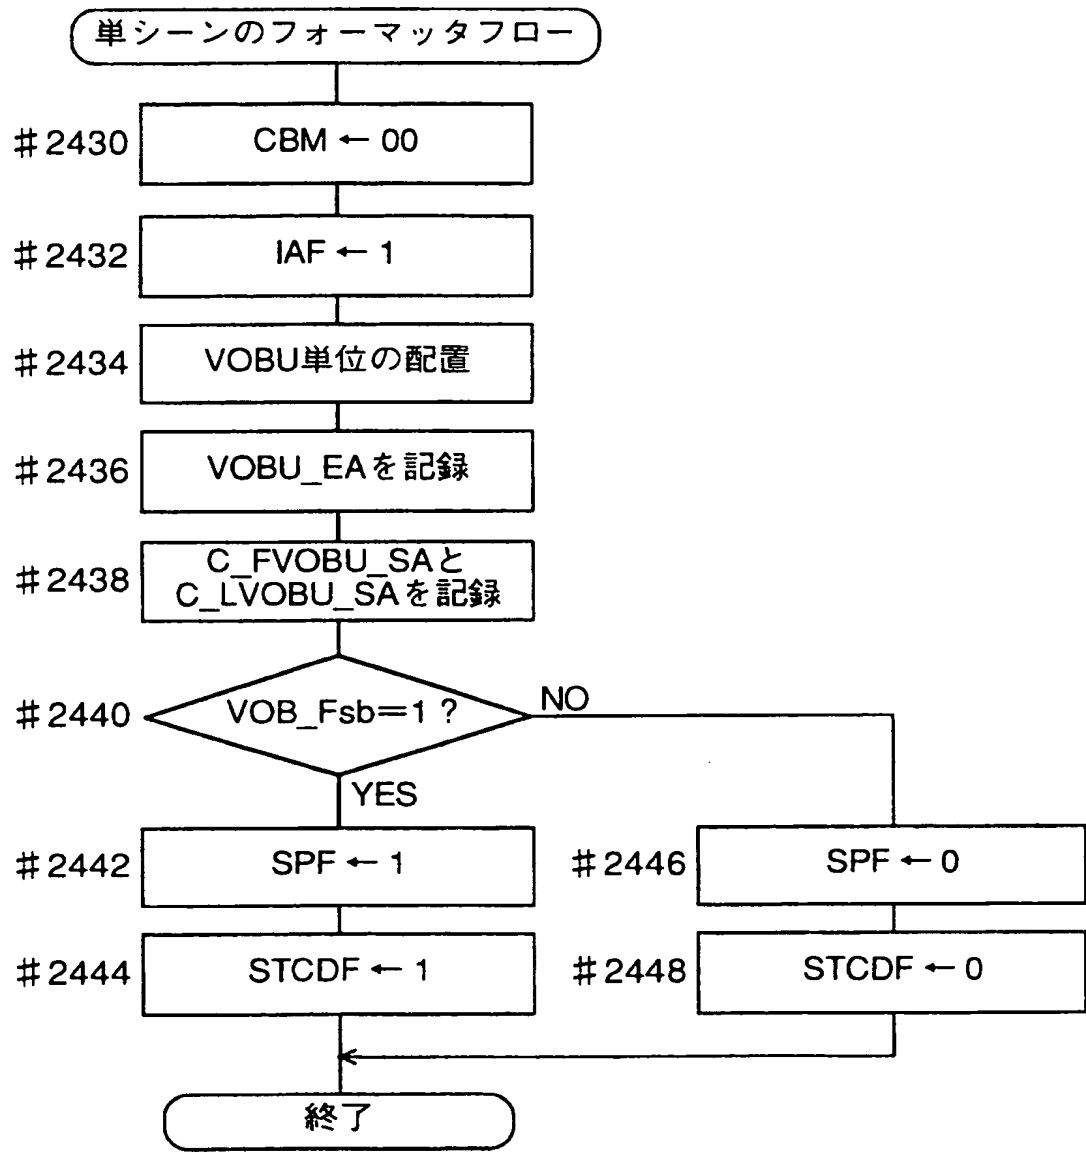 単シーンのフォーマッタフロー
#2430
CBM ← 00
#2432
IAF ← 1
#2434
VOBU単位の配置
#2436
VOBU_EAを記録
#2438
C_FVOBU_SAと
C_LVOBU_SAを記録
#2440
VOB_Fsb=1 ?
NO
YES
#2442
SPF ← 1
#2446
SPF ← 0
#2444
STCDF ← 1
#2448
STCDF ← 0
終了